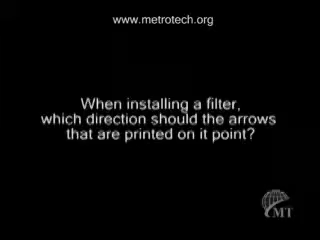 www.metrotech.org
When installing a filter,
which direction should the arrows
that are printed on it point?
MT